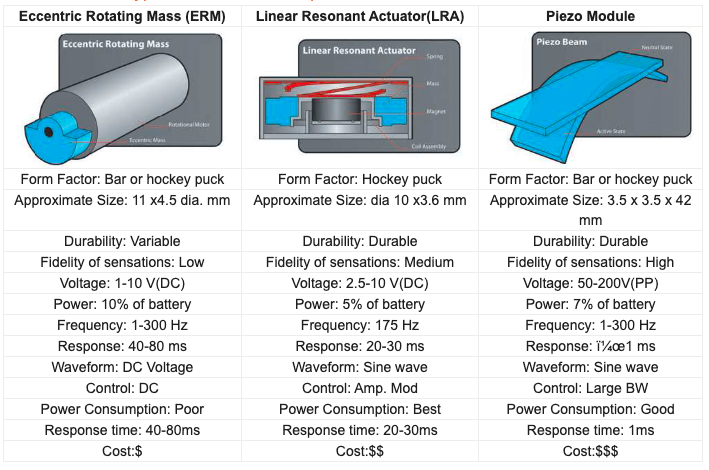 Eccentric Rotating Mass (ERM)
Linear Resonant Actuator(LRA)
Piezo Module
Eccentric Rotating Mass
Rotational Motor
Eccentric Mass
Linear Resonant Actuator
Spring
Mass
Magnet
Coil Assembly
Piezo Beam
Neutral State
Active State
Form Factor: Bar or hockey puck
Form Factor: Hockey puck
Form Factor: Bar or hockey puck
Approximate Size: 11 x4.5 dia. mm
Approximate Size: dia 10 x3.6 mm
Approximate Size: 3.5 x 3.5 x 42
mm
Durability: Variable
Durability: Durable
Durability: Durable
Fidelity of sensations: Low
Fidelity of sensations: Medium
Fidelity of sensations: High
Voltage: 1-10 V(DC)
Voltage: 2.5-10 V(DC)
Voltage: 50-200V(PP)
Power: 10% of battery
Power: 5% of battery
Power: 7% of battery
Frequency: 1-300 Hz
Frequency: 175 Hz
Frequency: 1-300 Hz
Response: 40-80 ms
Response: 20-30 ms
Response: ï¼œ1 ms
Waveform: DC Voltage
Waveform: Sine wave
Waveform: Sine wave
Control: DC
Control: Amp. Mod
Control: Large BW
Power Consumption: Poor
Power Consumption: Best
Power Consumption: Good
Response time: 40-80ms
Response time: 20-30ms
Response time: 1ms
Cost:$
Cost:$$
Cost:$$$